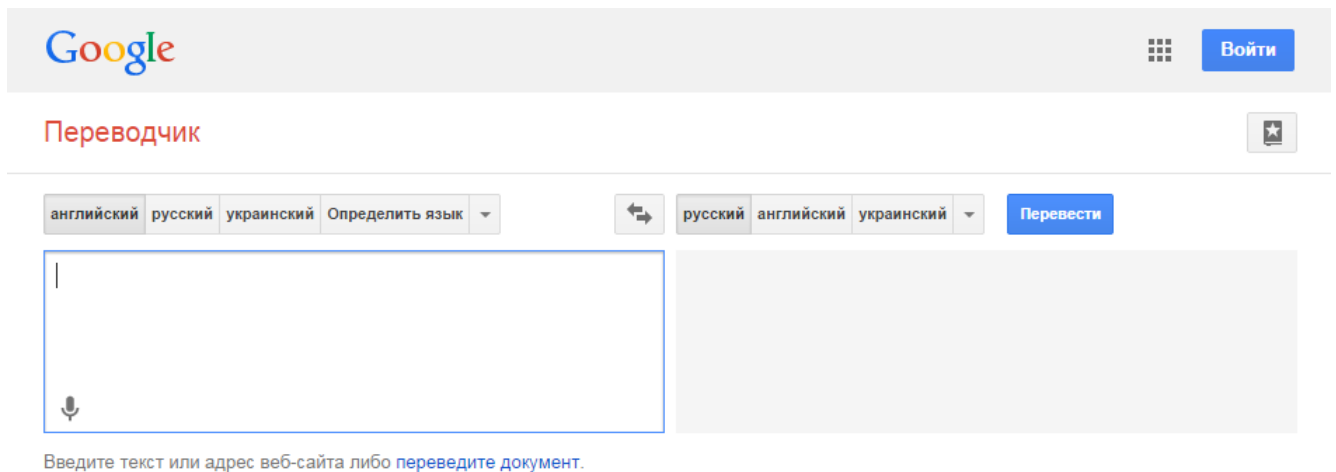 Google Войти
Переводчик
английский русский украинский Определить язык русский английский украинский Перевести
Введите текст или адрес веб-сайта либо переведите документ.